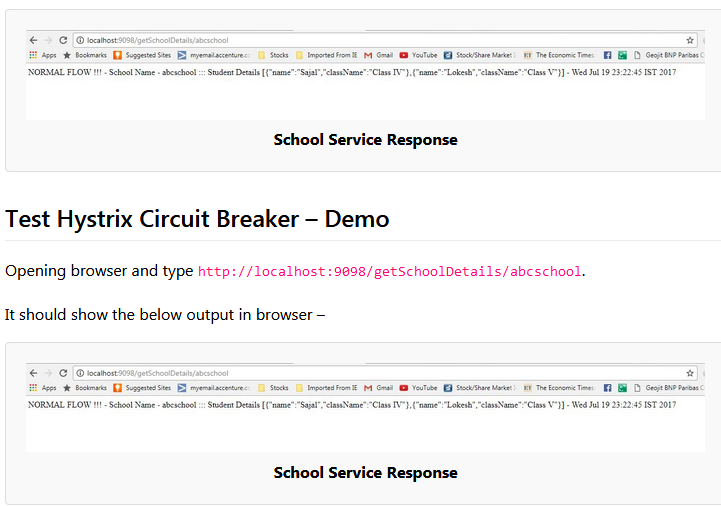 localhost:9098/getSchoolDetails/abcschool
Apps Bookmarks Suggested Sites myemail.accenture.c Stocks Imported From IE Gmail YouTube Stock/Share Market The Economic Times Geojit BNP Paribas
NORMAL FLOW !!! - School Name - abcschool ::: Student Details [{"name":"Sajal","className":"Class IV"},{"name":"Lokesh","className":"Class V"}] - Wed Jul 19 23:22:45 IST 2017
School Service Response
Test Hystrix Circuit Breaker – Demo
Opening browser and type http://localhost:9098/getSchoolDetails/abcschool.
It should show the below output in browser –
localhost:9098/getSchoolDetails/abcschool
Apps Bookmarks Suggested Sites myemail.accenture.c Stocks Imported From IE Gmail YouTube Stock/Share Market The Economic Times Geojit BNP Paribas
NORMAL FLOW !!! - School Name - abcschool ::: Student Details [{"name":"Sajal","className":"Class IV"},{"name":"Lokesh","className":"Class V"}] - Wed Jul 19 23:22:45 IST 2017
School Service Response